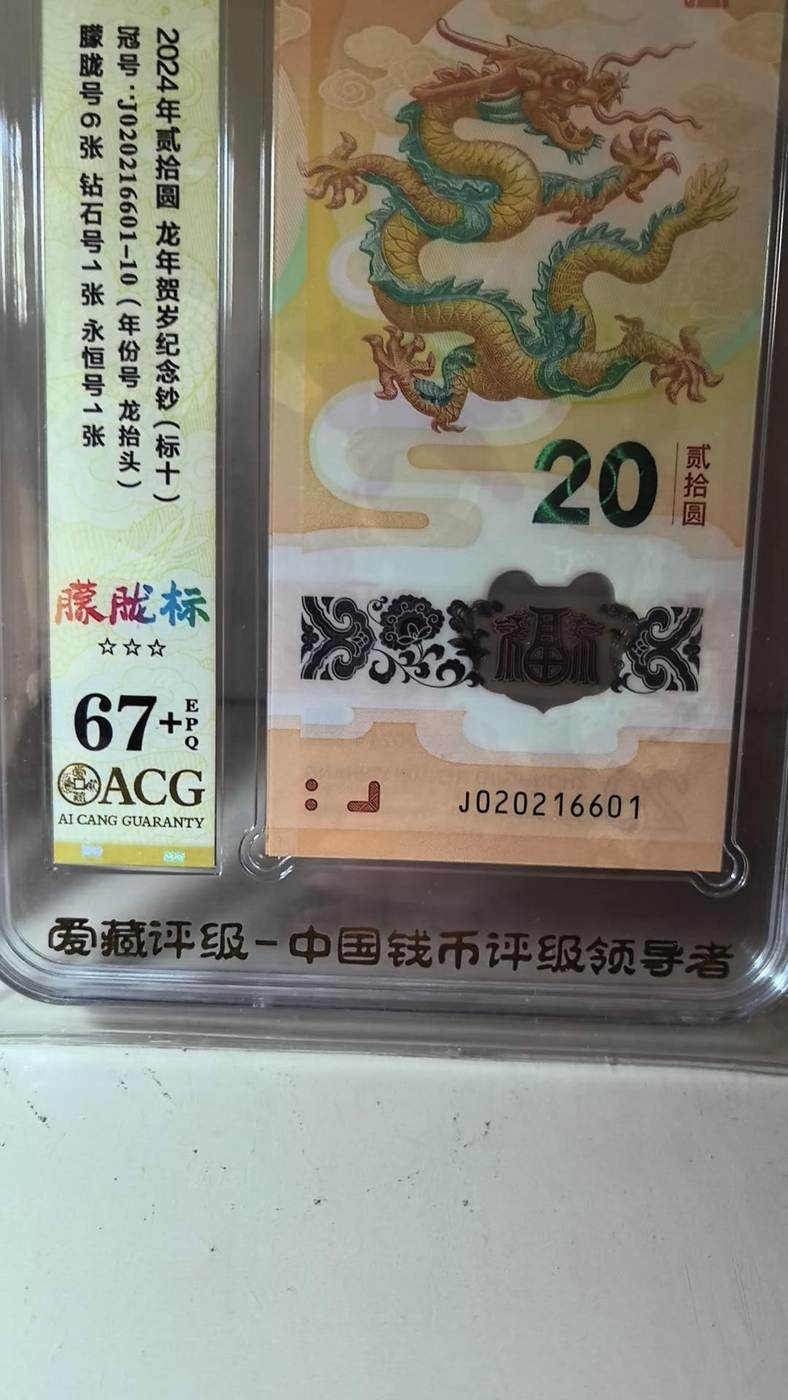 2024年贰拾圆 龙年贺岁纪念钞(标十)
冠号:J020216601-10(年份号 龙抬头)
朦胧号6张 钻石号1张 永恒号1张
朦胧标
☆☆☆
67+EPQ
ACG
AI CANG GUARANTY
20
贰拾圆
福
J020216601
爱藏评级-中国钱币评级领导者